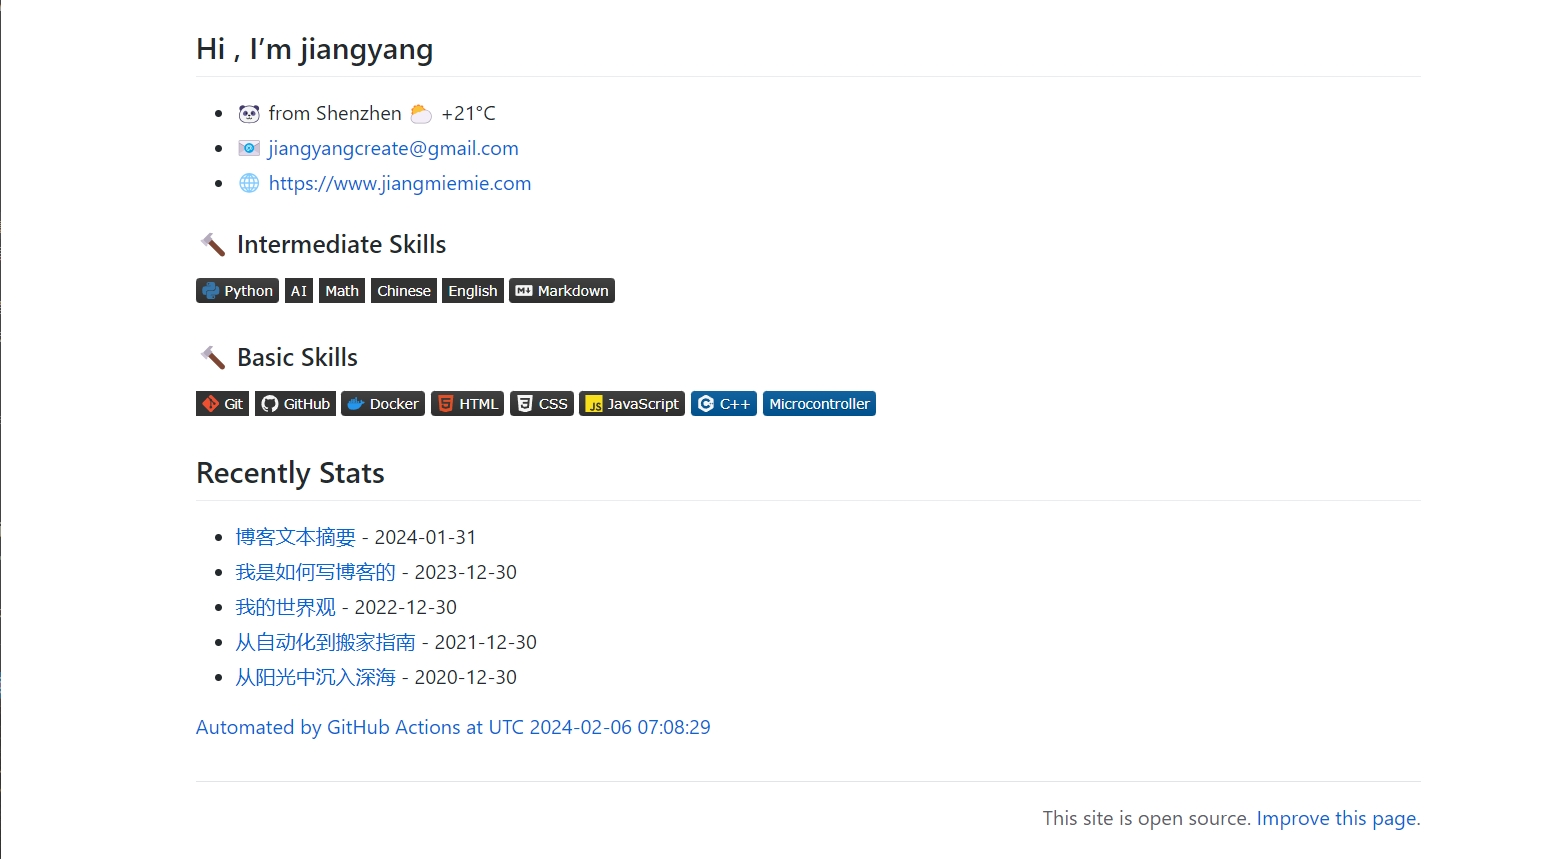 Hi , I’m jiangyang
from Shenzhen +21°C
jiangyangcreate@gmail.com
https://www.jiangmiemie.com
Intermediate Skills
Python AI Math Chinese English Markdown
Basic Skills
Git GitHub Docker HTML CSS JavaScript C++ Microcontroller
Recently Stats
博客文本摘要 - 2024-01-31
我是如何写博客的 - 2023-12-30
我的世界观 - 2022-12-30
从自动化到搬家指南 - 2021-12-30
从阳光中沉入深海 - 2020-12-30
Automated by GitHub Actions at UTC 2024-02-06 07:08:29
This site is open source. Improve this page.